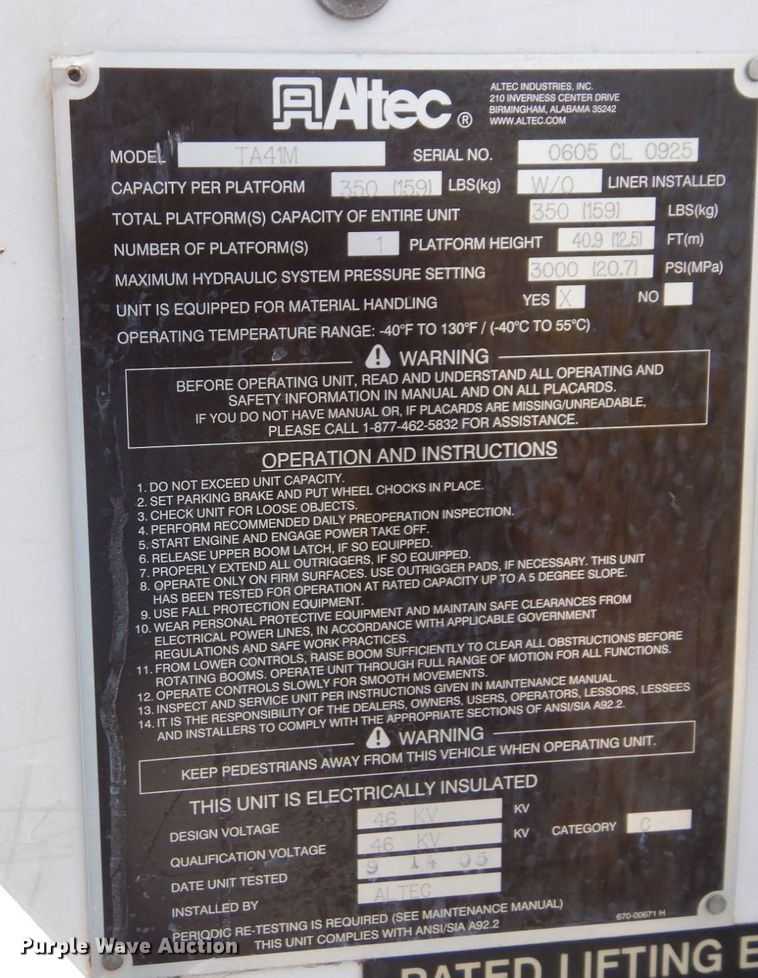 Altec ®
ALTEC INDUSTRIES, INC.
210 INVERNESS CENTER DRIVE
BIRMINGHAM, ALABAMA 35242
WWW.ALTEC.COM
MODEL TA41M SERIAL NO. 0605 CL 0925
CAPACITY PER PLATFORM 350 (159) LBS(kg) W/O LINER INSTALLED
TOTAL PLATFORM(S) CAPACITY OF ENTIRE UNIT 350 (159) LBS(kg)
NUMBER OF PLATFORM(S) 1 PLATFORM HEIGHT 40.9 (12.5) FT(m)
MAXIMUM HYDRAULIC SYSTEM PRESSURE SETTING 3000 (20.7) PSI(MPa)
UNIT IS EQUIPPED FOR MATERIAL HANDLING YES X NO
OPERATING TEMPERATURE RANGE: -40°F TO 130°F / (-40°C TO 55°C)
WARNING
BEFORE OPERATING UNIT, READ AND UNDERSTAND ALL OPERATING AND
SAFETY INFORMATION IN MANUAL AND ON ALL PLACARDS.
IF YOU DO NOT HAVE MANUAL OR, IF PLACARDS ARE MISSING/UNREADABLE,
PLEASE CALL 1-877-462-5832 FOR ASSISTANCE.
OPERATION AND INSTRUCTIONS
1. DO NOT EXCEED UNIT CAPACITY.
2. SET PARKING BRAKE AND PUT WHEEL CHOCKS IN PLACE.
3. CHECK UNIT FOR LOOSE OBJECTS.
4. PERFORM RECOMMENDED DAILY PREOPERATION INSPECTION.
5. START ENGINE AND ENGAGE POWER TAKE OFF.
6. RELEASE UPPER BOOM LATCH, IF SO EQUIPPED.
7. PROPERLY EXTEND ALL OUTRIGGERS, IF SO EQUIPPED.
8. OPERATE ONLY ON FIRM SURFACES. USE OUTRIGGER PADS, IF NECESSARY. THIS UNIT
HAS BEEN TESTED FOR OPERATION AT RATED CAPACITY UP TO A 5 DEGREE SLOPE.
9. USE FALL PROTECTION EQUIPMENT.
10. WEAR PERSONAL PROTECTIVE EQUIPMENT AND MAINTAIN SAFE CLEARANCES FROM
ELECTRICAL POWER LINES, IN ACCORDANCE WITH APPLICABLE GOVERNMENT
REGULATIONS AND SAFE WORK PRACTICES.
11. FROM LOWER CONTROLS, RAISE BOOM SUFFICIENTLY TO CLEAR ALL OBSTRUCTIONS BEFORE
ROTATING BOOMS. OPERATE UNIT THROUGH FULL RANGE OF MOTION FOR ALL FUNCTIONS.
12. OPERATE CONTROLS SLOWLY FOR SMOOTH MOVEMENTS.
13. INSPECT AND SERVICE UNIT PER INSTRUCTIONS GIVEN IN MAINTENANCE MANUAL.
14. IT IS THE RESPONSIBILITY OF THE DEALERS, OWNERS, USERS, OPERATORS, LESSORS, LESSEES
AND INSTALLERS TO COMPLY WITH THE APPROPRIATE SECTIONS OF ANSI/SIA A92.2.
WARNING
KEEP PEDESTRIANS AWAY FROM THIS VEHICLE WHEN OPERATING UNIT.
THIS UNIT IS ELECTRICALLY INSULATED
DESIGN VOLTAGE 46 KV KV
QUALIFICATION VOLTAGE 46 KV KV CATEGORY C
DATE UNIT TESTED 9 14 05
INSTALLED BY ALTEC
PERIODIC RE-TESTING IS REQUIRED (SEE MAINTENANCE MANUAL)
THIS UNIT COMPLIES WITH ANSI/SIA A92.2
670-00671 H
Purple Wave Auction
RATED LIFTING